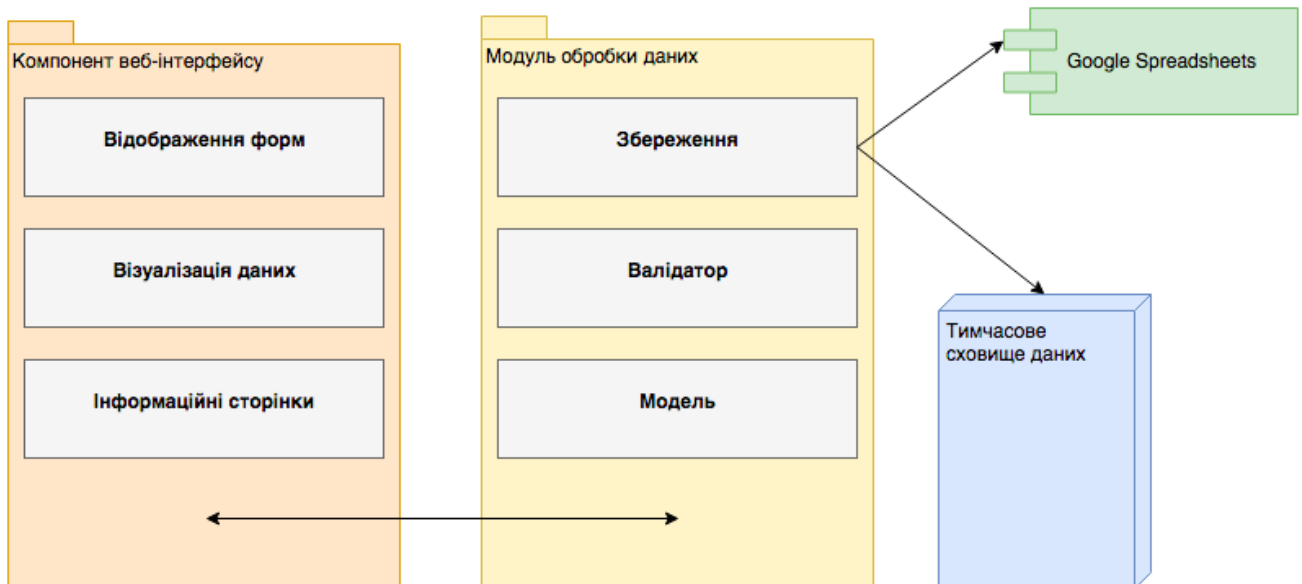 Компонент веб-інтерфейсу
Відображення форм
Візуалізація даних
Інформаційні сторінки
Модуль обробки даних
Збереження
Валідатор
Модель
Google Spreadsheets
Тимчасове
сховище даних